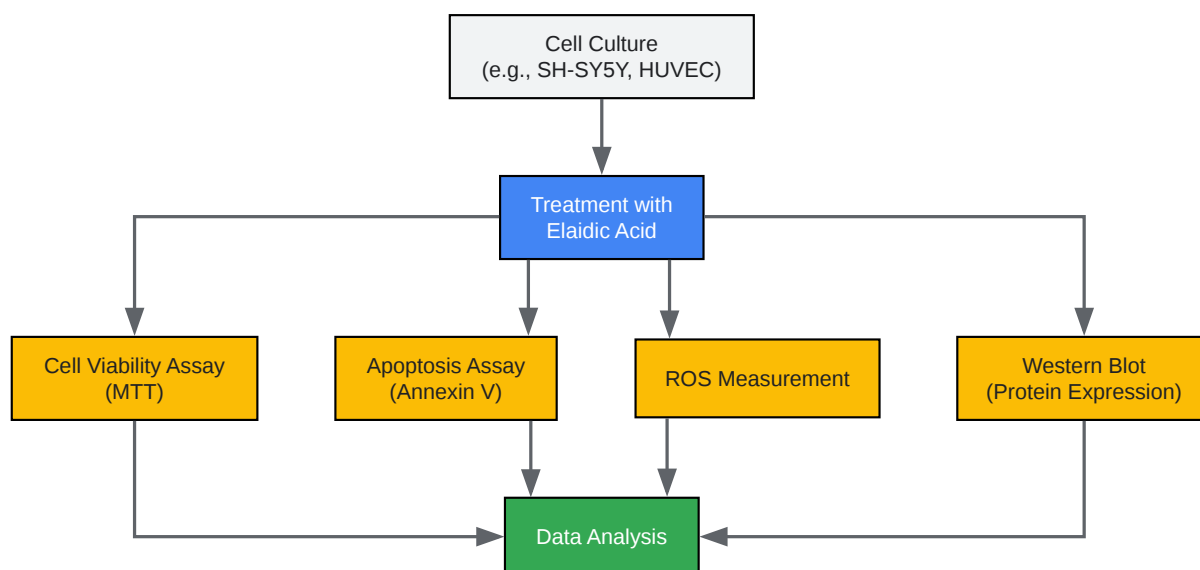 Cell Culture
(e.g., SH-SY5Y, HUVEC)
Treatment with
Elaidic Acid
Cell Viability Assay
(MTT)
Apoptosis Assay
(Annexin V)
ROS Measurement
Western Blot
(Protein Expression)
Data Analysis